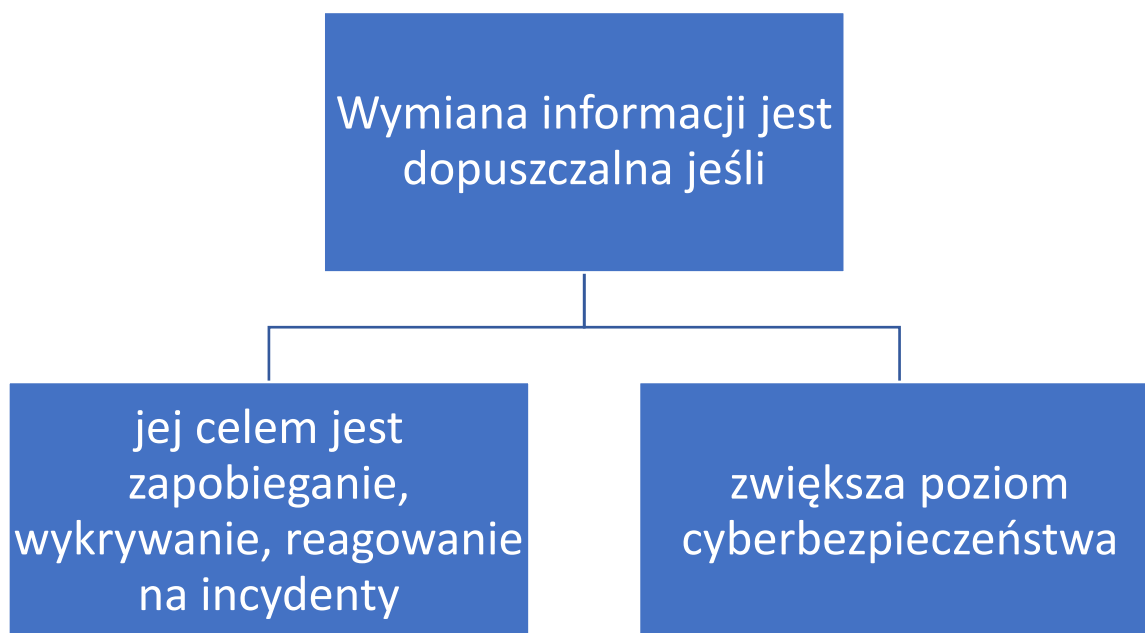 Wymiana informacji jest
dopuszczalna jeśli
jej celem jest
zapobieganie,
wykrywanie, reagowanie
na incydenty
zwiększa poziom
cyberbezpieczeństwa